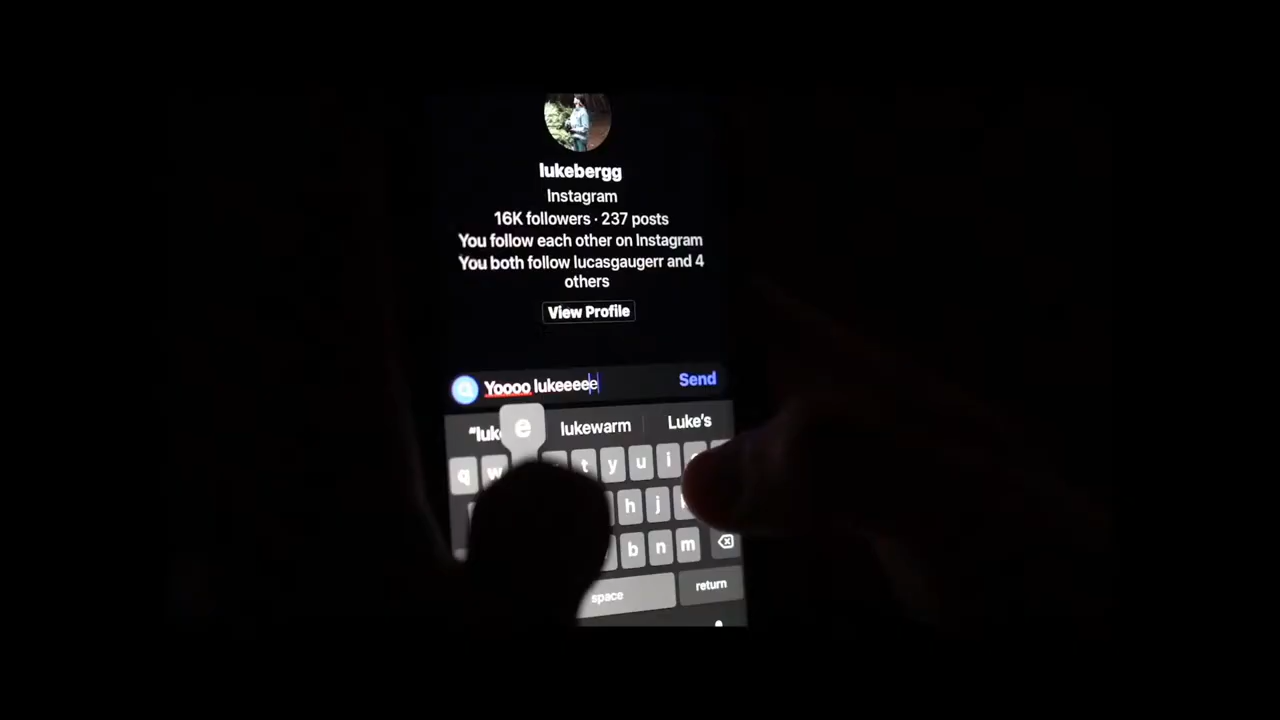 lukebergg
Instagram
16K followers · 237 posts
You follow each other on Instagram
You both follow lucasgaugerr and 4
others
View Profile
Yoooo lukeeeee Send
e lukewarm Luke's
q w t y u i
h j
b n m
space return